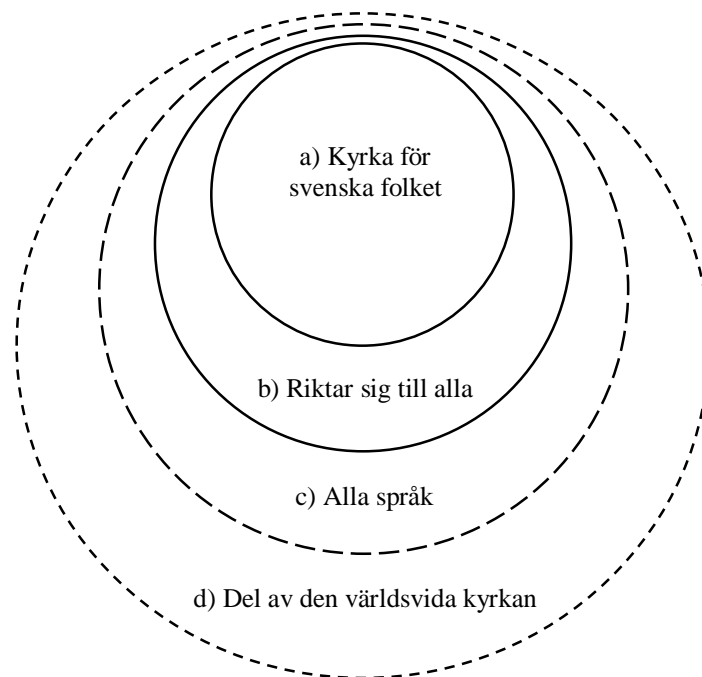 a) Kyrka för
svenska folket
b) Riktar sig till alla
c) Alla språk
d) Del av den världsvida kyrkan